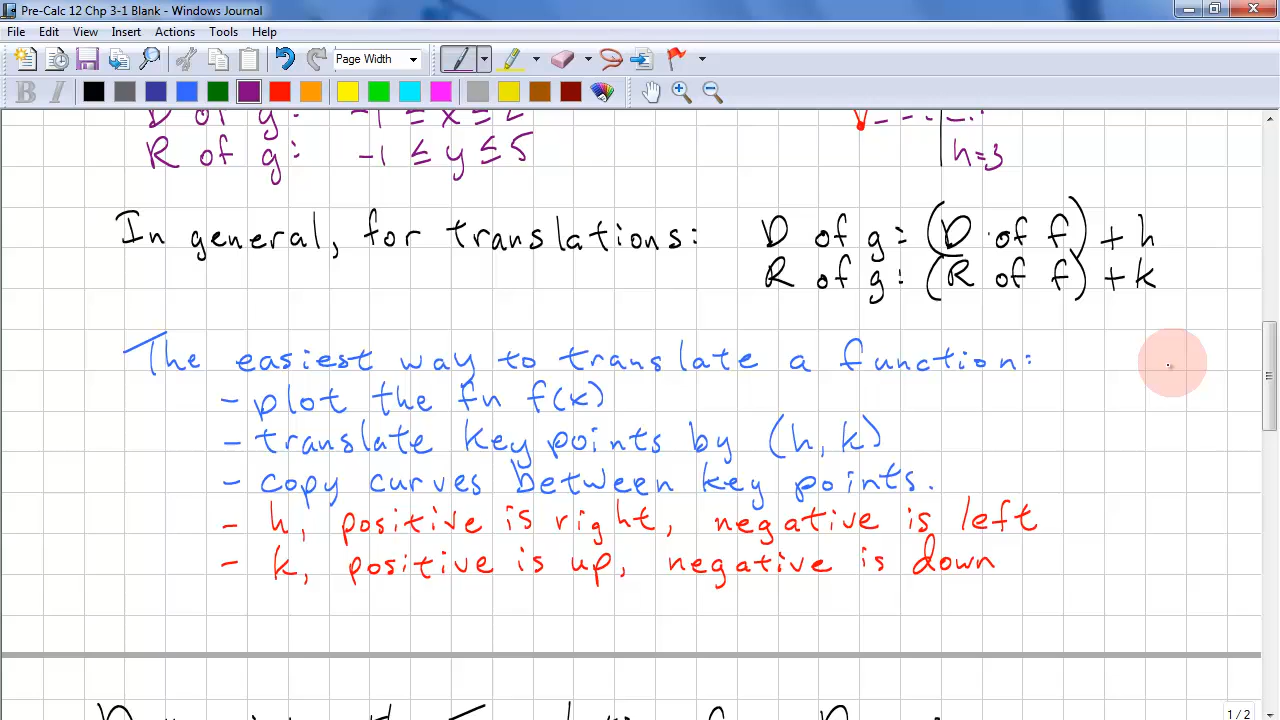 Pre-Calc 12 Chp 3-1 Blank - Windows Journal
File Edit View Insert Actions Tools Help
Page Width
B I
D of g: -1 ≤ x ≤ 2
R of g: -1 ≤ y ≤ 5
h=3
In general, for translations: D of g: (D of f) + h
R of g: (R of f) + k
The easiest way to translate a function:
- plot the fn f(x)
- translate key points by (h, k)
- copy curves between key points.
- h, positive is right, negative is left
- k, positive is up, negative is down
1/2